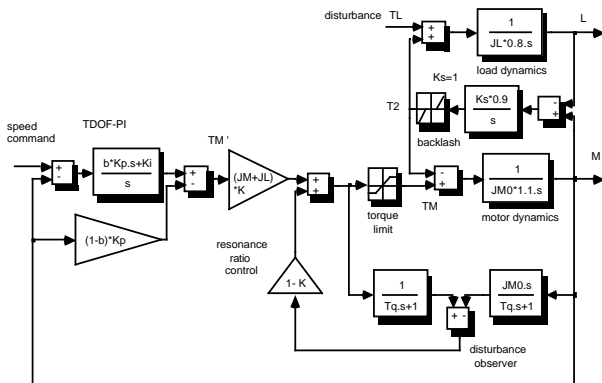 disturbance TL
+
+
1
JL*0.8.s
load dynamics
L
Ks=1
T2
backlash
Ks*0.9
s
-
+
speed
command
TDOF-PI
+
-
b*Kp.s+Ki
s
+
-
TM '
(JM+JL)
*K
+
+
torque
limit
-
+
TM
1
JM0*1.1.s
motor dynamics
M
(1-b)*Kp
resonance
ratio
control
1- K
1
Tq.s+1
+ -
JM0.s
Tq.s+1
disturbance
observer